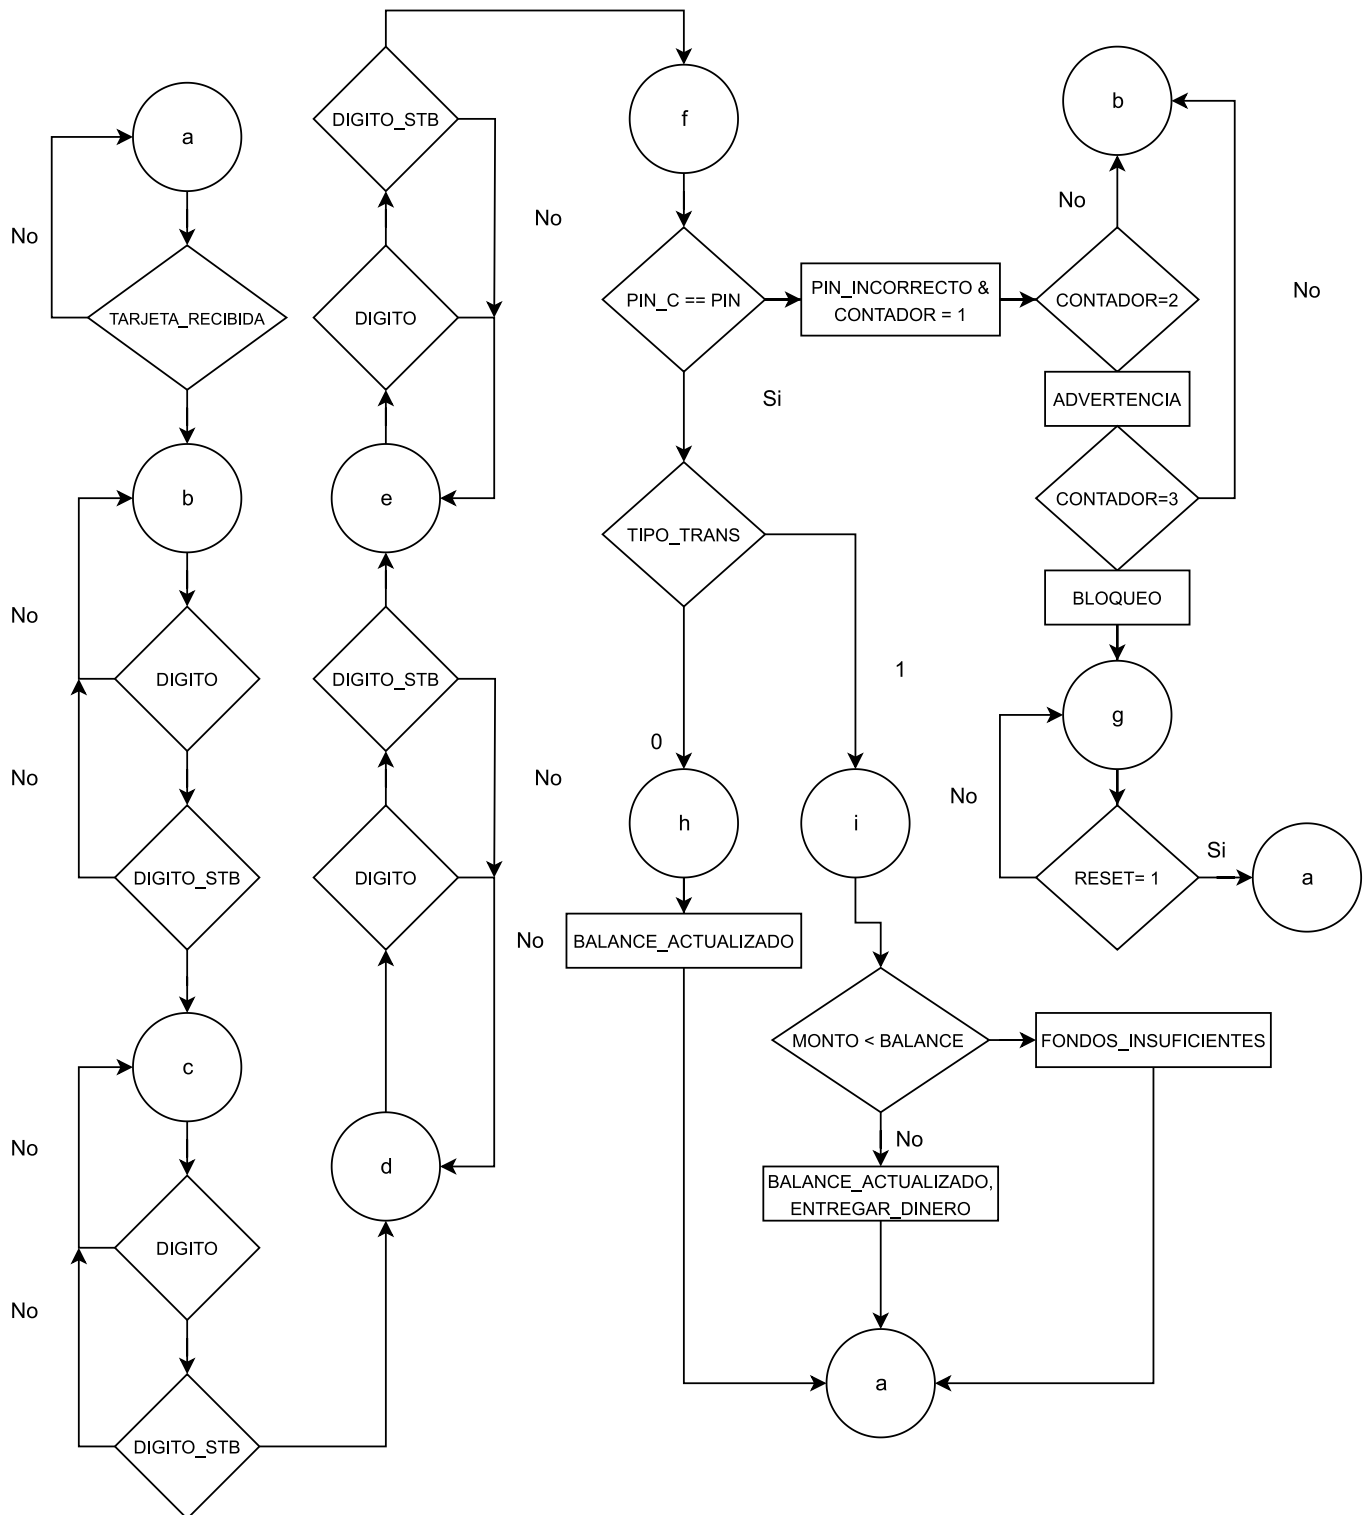 a
No
TARJETA_RECIBIDA
b
No
DIGITO
No
DIGITO_STB
c
No
DIGITO
No
DIGITO_STB
DIGITO_STB
No
DIGITO
e
DIGITO_STB
No
DIGITO
No
d
f
PIN_C == PIN
PIN_INCORRECTO &
CONTADOR = 1
Si
TIPO_TRANS
1
0
h
i
BALANCE_ACTUALIZADO
MONTO < BALANCE
FONDOS_INSUFICIENTES
No
BALANCE_ACTUALIZADO,
ENTREGAR_DINERO
a
b
No
No
CONTADOR=2
ADVERTENCIA
CONTADOR=3
BLOQUEO
g
No
RESET= 1
Si
a